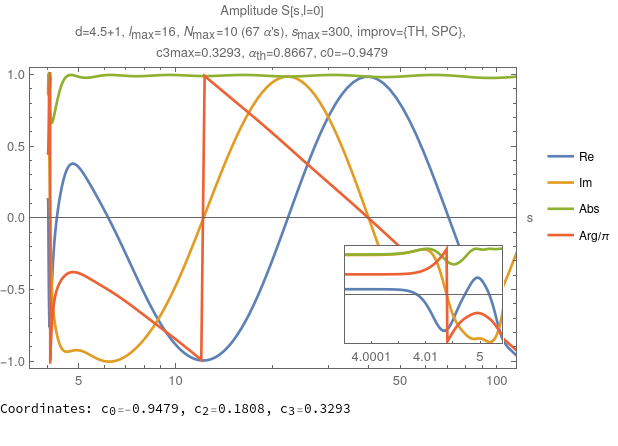 Amplitude S[s,l=0]
d=4.5+1, lmax=16, Nmax=10 (67 α's), smax=300, improv={TH, SPC},
c3max=0.3293, αth=0.8667, c0=-0.9479
1.0
0.5
0.0
-0.5
-1.0
5
10
50
100
s
Re
Im
Abs
Arg/π
4.0001
4.01
5
Coordinates: c0=-0.9479, c2=0.1808, c3=0.3293